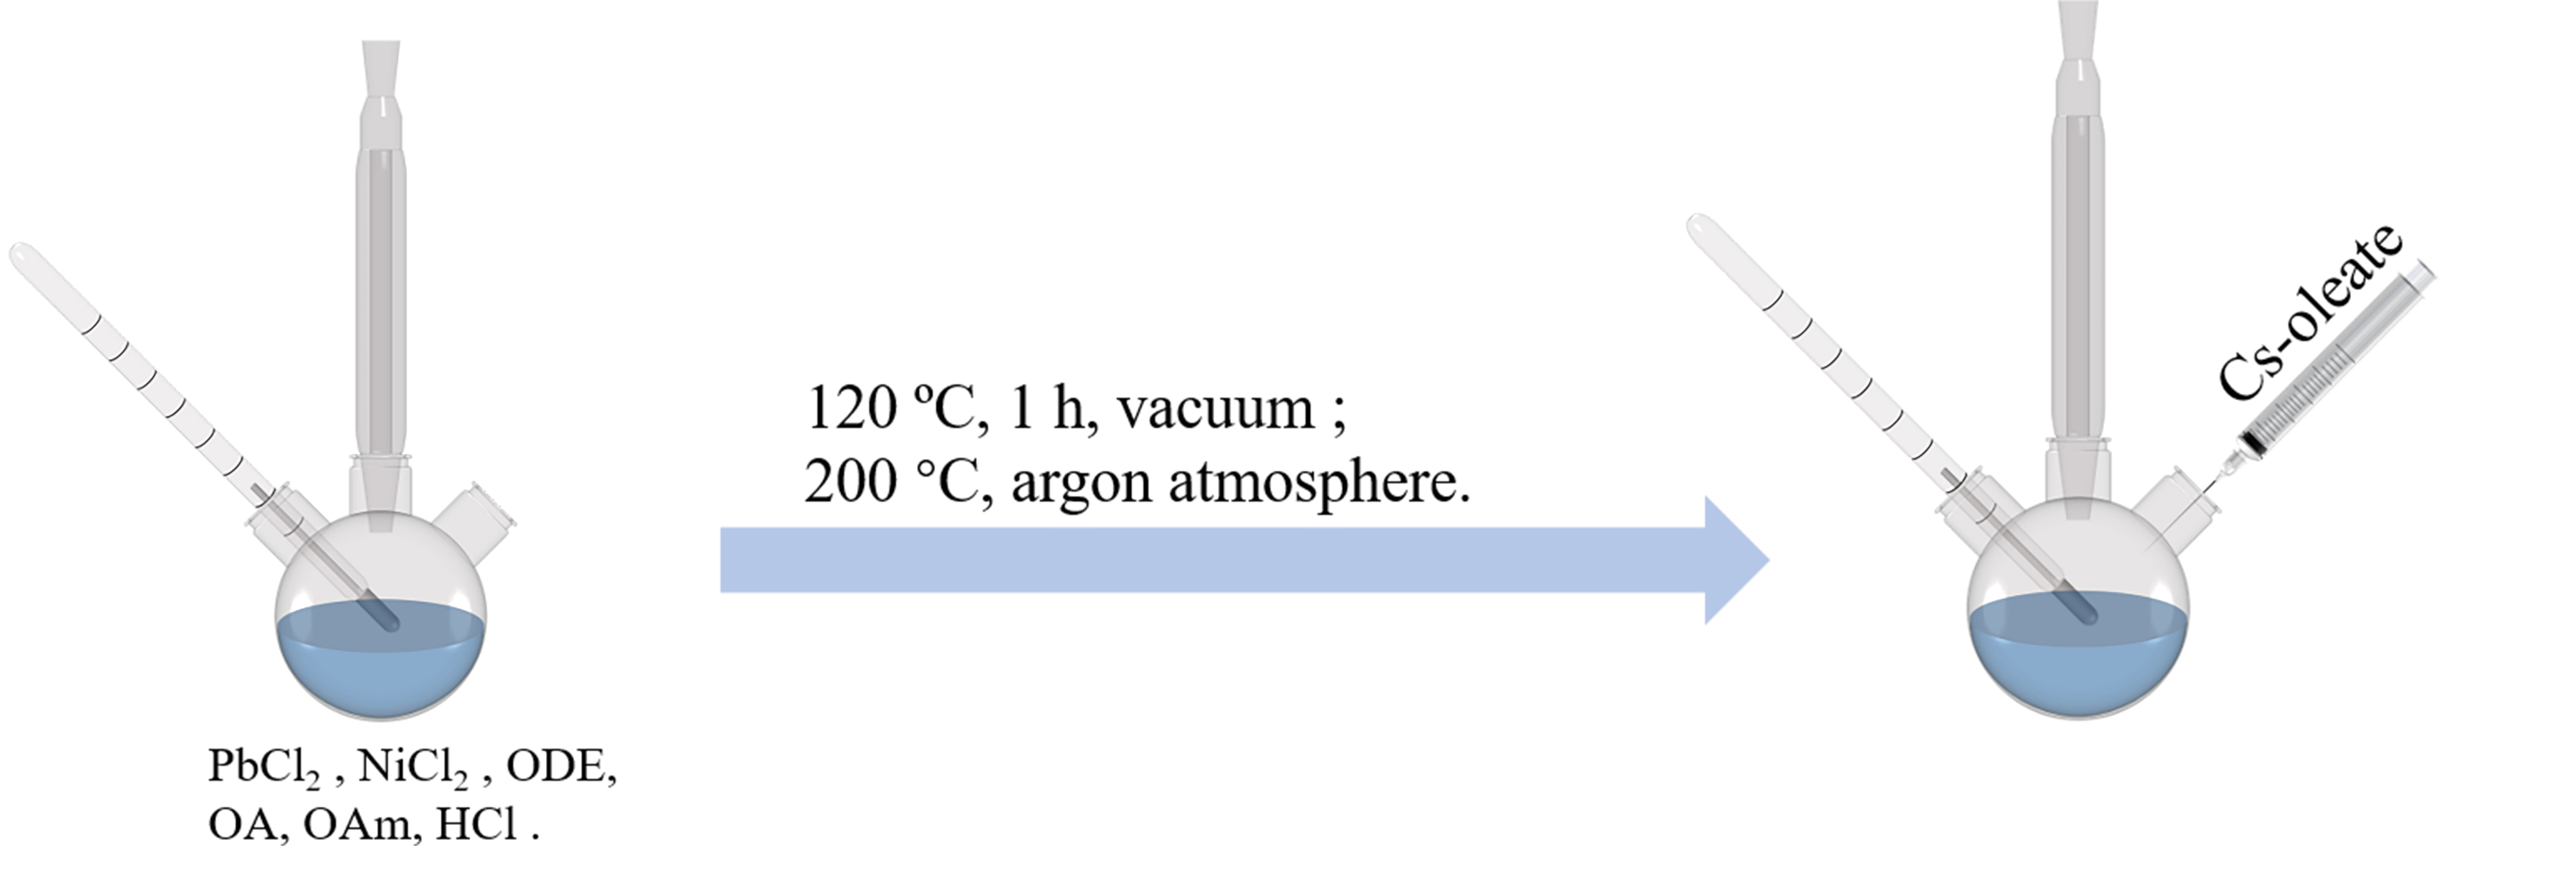 120 ºC, 1 h, vacuum ;
200 °C, argon atmosphere.
Cs-oleate
PbCl₂ , NiCl₂ , ODE,
OA, OAm, HCl .